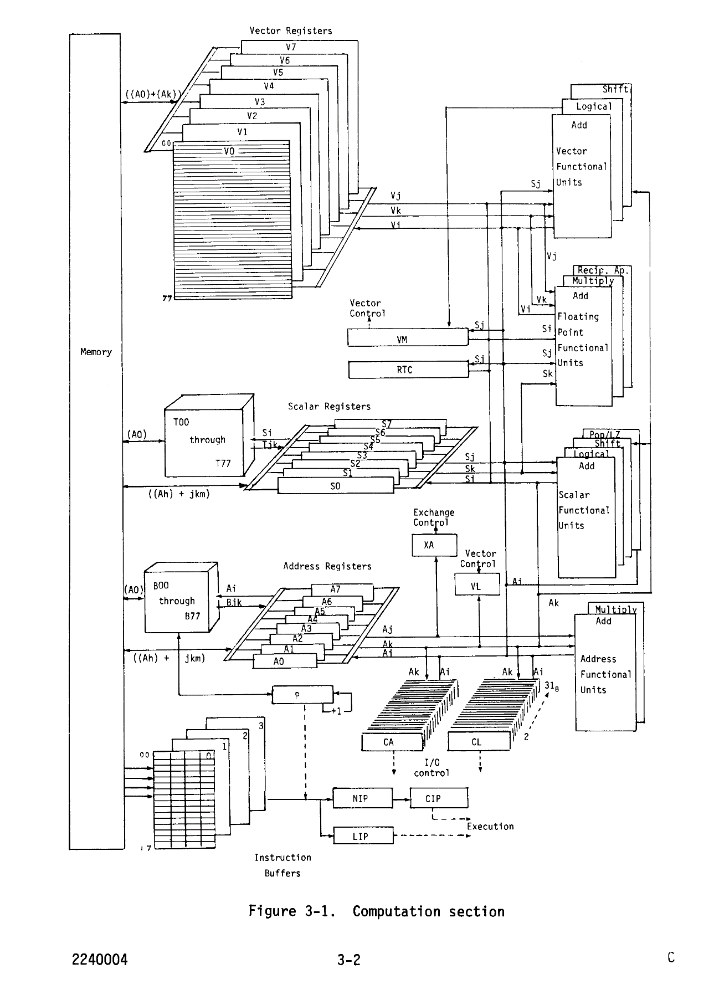 Vector Registers
V7
V6
V5
V4
V3
V2
V1
V0
00
77
((A0)+(Ak))
Shift
Logical
Add
Vector
Functional
Units
Sj
Vj
Vk
Vi
Vj
Vk
Vi
Recip. Ap.
Multiply
Add
Floating
Point
Functional
Units
Si
Sj
Sk
Vector
Control
VM
Sj
RTC
Sj
Memory
Scalar Registers
T00
through
T77
(A0)
Si
Tjk
S7
S6
S5
S4
S3
S2
S1
S0
Sj
Sk
Si
((Ah) + jkm)
Pop/LZ
Shift
Logical
Add
Scalar
Functional
Units
Exchange
Control
XA
Vector
Control
VL
Ai
Ak
Address Registers
B00
through
B77
(A0)
Ai
Bjk
A7
A6
A5
A4
A3
A2
A1
A0
Aj
Ak
Ai
((Ah) + jkm)
Multiply
Add
Address
Functional
Units
Ak
Ai
Ak
Ai
31₈
2
P
+1
CA
CL
I/O
control
3
2
1
0
00
17
NIP
CIP
LIP
Execution
Instruction
Buffers
Figure 3-1. Computation section
2240004
3-2
C